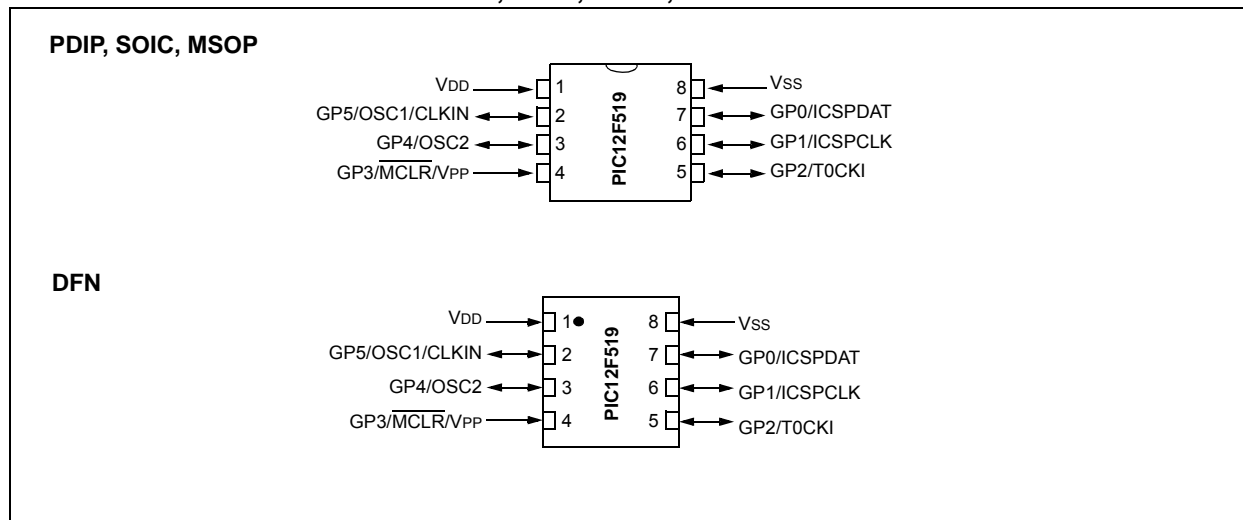 PDIP, SOIC, MSOP
VDD 1 8 VSS
GP5/OSC1/CLKIN 2 7 GP0/ICSPDAT
GP4/OSC2 3 6 GP1/ICSPCLK
GP3/MCLR/VPP 4 5 GP2/T0CKI
PIC12F519
DFN
VDD 1 8 VSS
GP5/OSC1/CLKIN 2 7 GP0/ICSPDAT
GP4/OSC2 3 6 GP1/ICSPCLK
GP3/MCLR/VPP 4 5 GP2/T0CKI
PIC12F519